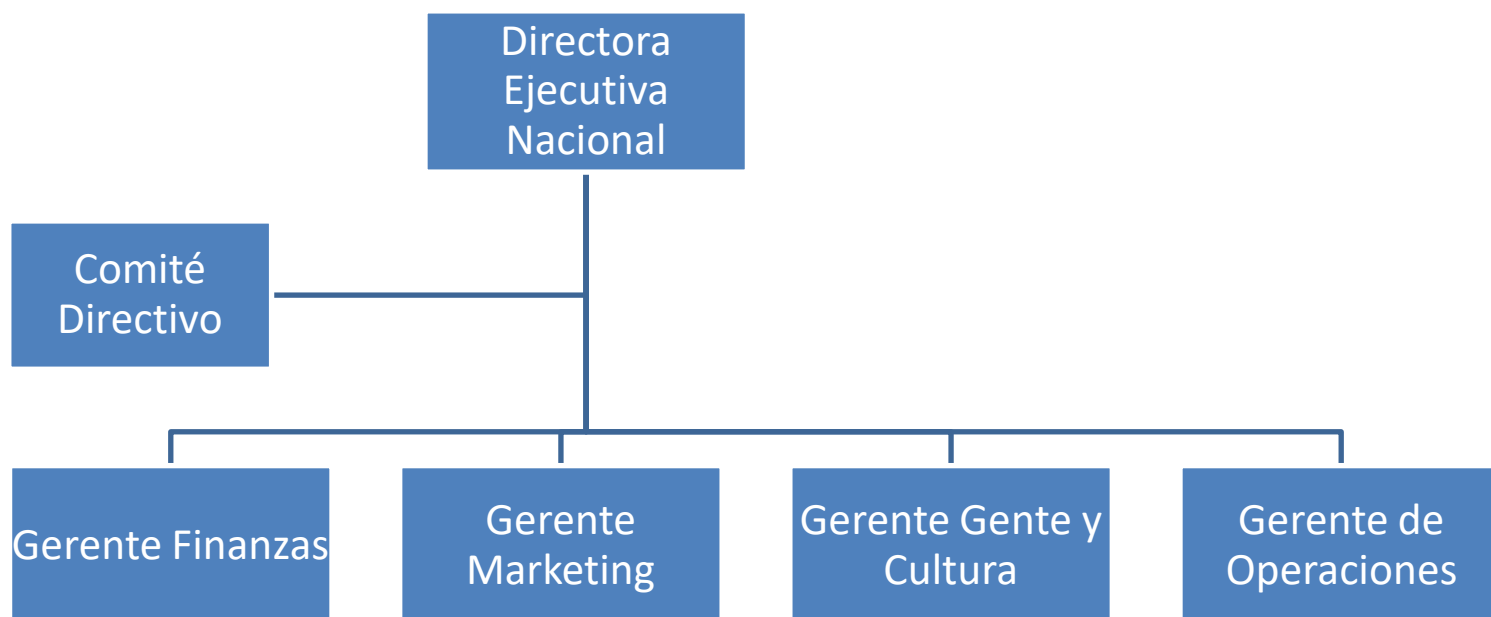 Directora
Ejecutiva
Nacional
Comité
Directivo
Gerente Finanzas
Gerente
Marketing
Gerente Gente y
Cultura
Gerente de
Operaciones